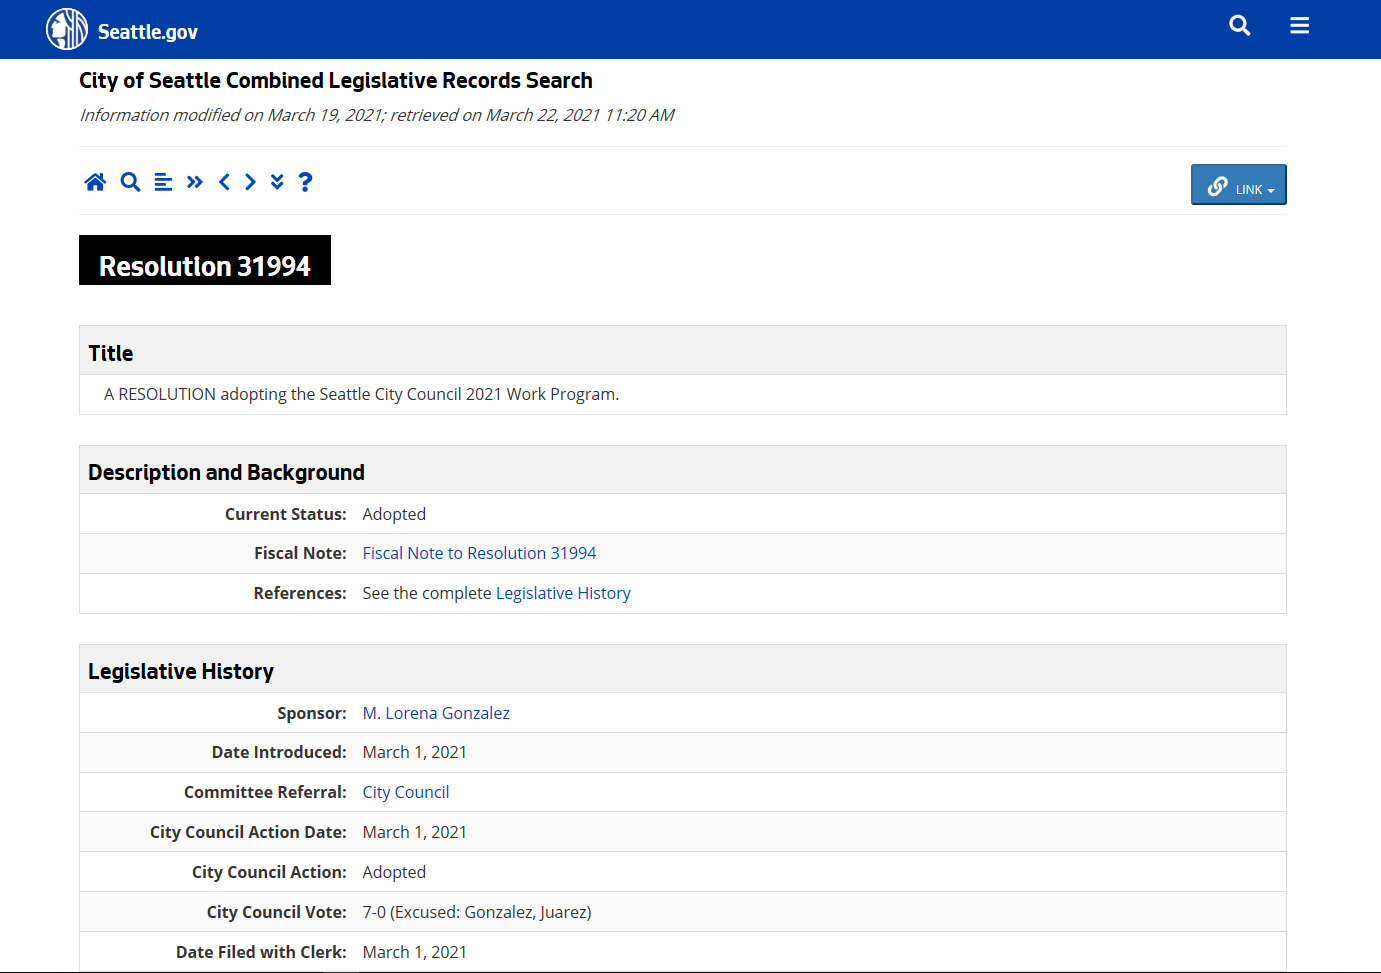 Seattle.gov
City of Seattle Combined Legislative Records Search
Information modified on March 19, 2021; retrieved on March 22, 2021 11:20 AM
LINK
Resolution 31994
Title
A RESOLUTION adopting the Seattle City Council 2021 Work Program.
Description and Background
Current Status: Adopted
Fiscal Note: Fiscal Note to Resolution 31994
References: See the complete Legislative History
Legislative History
Sponsor: M. Lorena Gonzalez
Date Introduced: March 1, 2021
Committee Referral: City Council
City Council Action Date: March 1, 2021
City Council Action: Adopted
City Council Vote: 7-0 (Excused: Gonzalez, Juarez)
Date Filed with Clerk: March 1, 2021